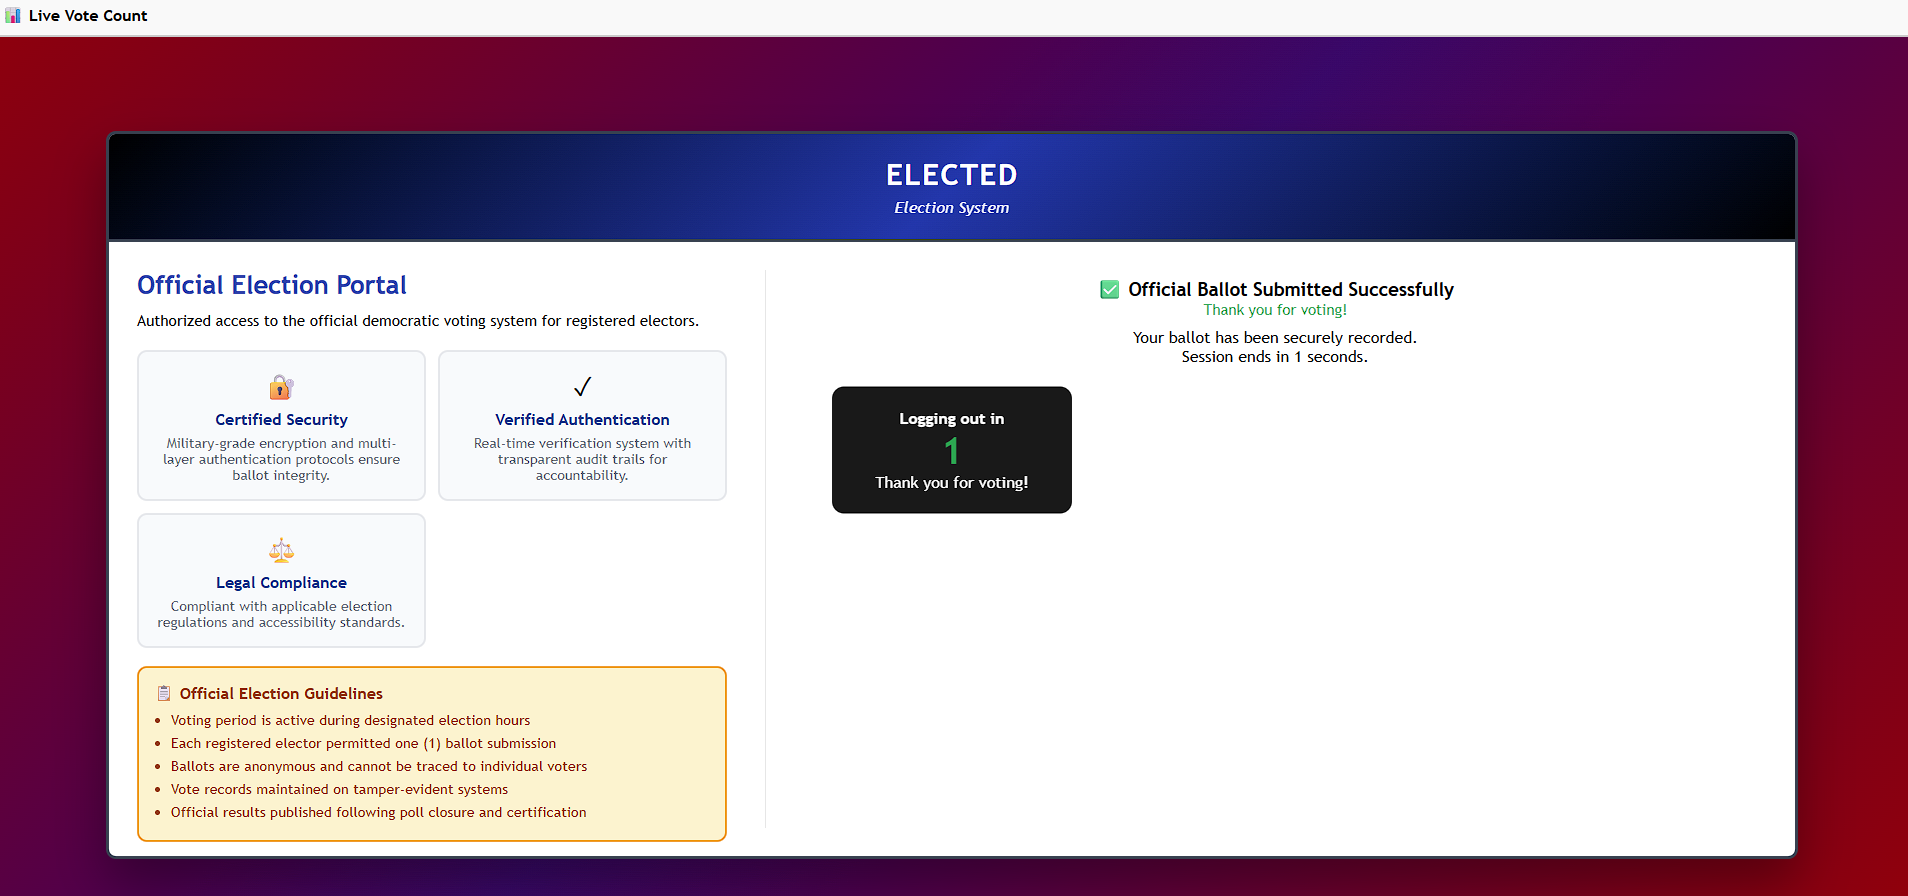 Live Vote Count
ELECTED
Election System
Official Election Portal
Authorized access to the official democratic voting system for registered electors.
Certified Security
Military-grade encryption and multi-
layer authentication protocols ensure
ballot integrity.
Verified Authentication
Real-time verification system with
transparent audit trails for
accountability.
Legal Compliance
Compliant with applicable election
regulations and accessibility standards.
Official Election Guidelines
Voting period is active during designated election hours
Each registered elector permitted one (1) ballot submission
Ballots are anonymous and cannot be traced to individual voters
Vote records maintained on tamper-evident systems
Official results published following poll closure and certification
Official Ballot Submitted Successfully
Thank you for voting!
Your ballot has been securely recorded.
Session ends in 1 seconds.
Logging out in
1
Thank you for voting!